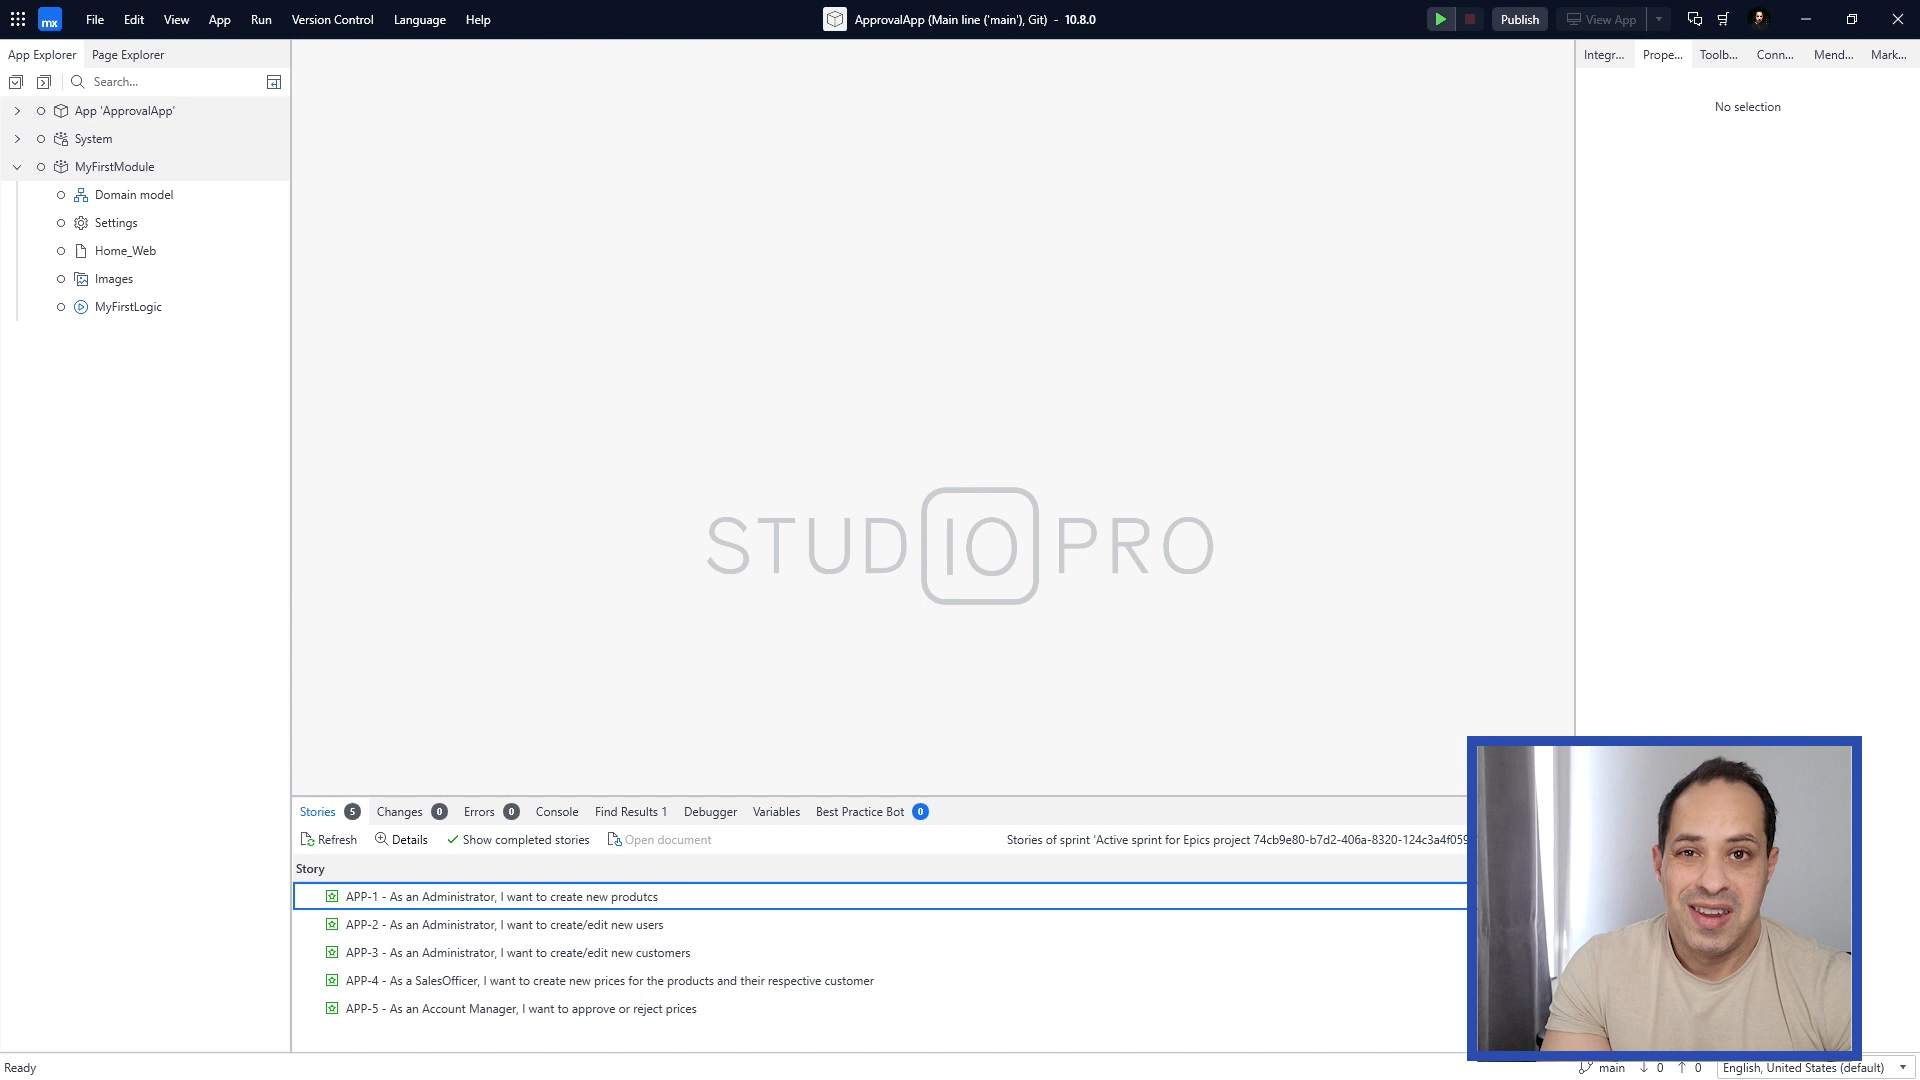 mx File Edit View App Run Version Control Language Help ApprovalApp (Main line ('main'), Git) - 10.8.0 Publish View App
App Explorer Page Explorer Integr... Prope... Toolb... Conn... Mend... Mark...
Search...
No selection
App 'ApprovalApp'
System
MyFirstModule
Domain model
Settings
Home_Web
Images
MyFirstLogic
STUDIO PRO
Stories 5 Changes 0 Errors 0 Console Find Results 1 Debugger Variables Best Practice Bot 0
Refresh Details Show completed stories Open document Stories of sprint 'Active sprint for Epics project 74cb9e80-b7d2-406a-8320-124c3a4f059
Story
APP-1 - As an Administrator, I want to create new produtcs
APP-2 - As an Administrator, I want to create/edit new users
APP-3 - As an Administrator, I want to create/edit new customers
APP-4 - As a SalesOfficer, I want to create new prices for the products and their respective customer
APP-5 - As an Account Manager, I want to approve or reject prices
Ready main 0 0 English, United States (default)